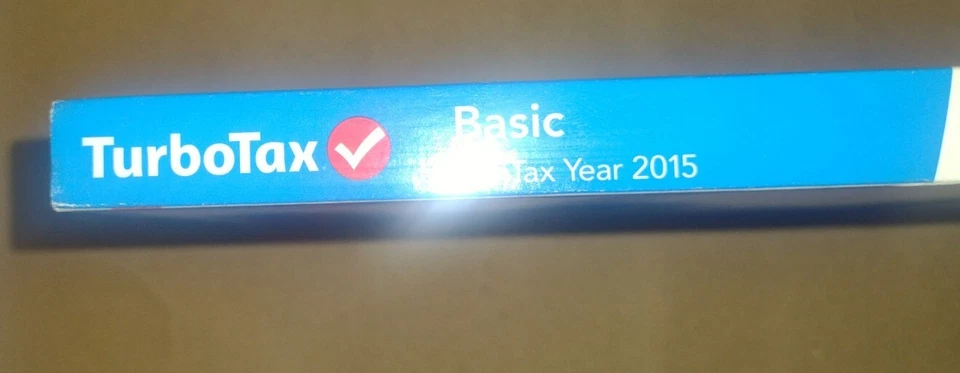 TurboTax
Basic
Tax Year 2015